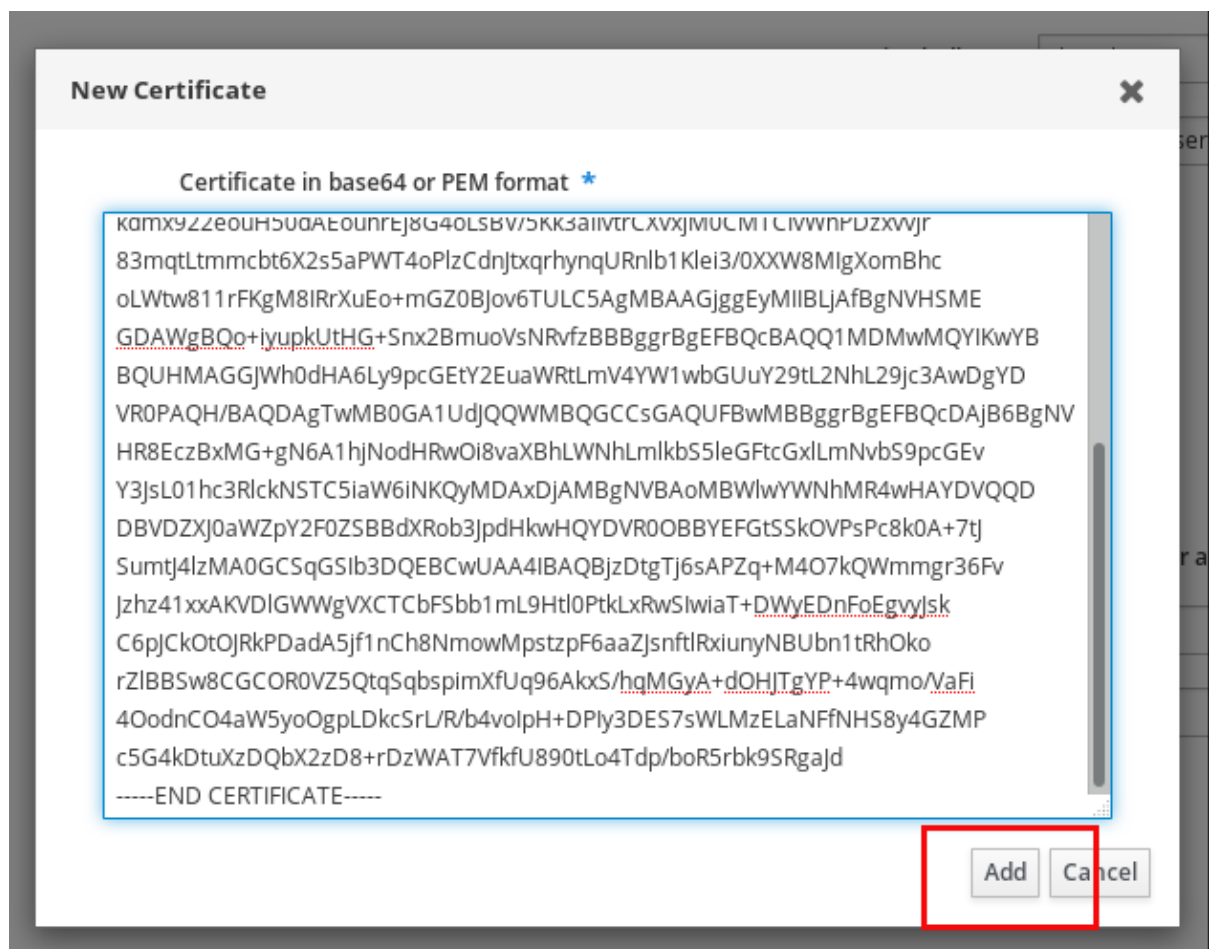 New Certificate
Certificate in base64 or PEM format *
83mqtLtmmcbt6X2s5aPWT4oPlzCdnJtxqrhynqURnlb1Klei3/0XXW8MIgXomBhc
oLWtw811rFKgM8IRrXuEo+mGZ0BJov6TULC5AgMBAAGjggEyMIIBLjAfBgNVHSME
GDAWgBQo+iyupkUtHG+Snx2BmuoVsNRvfzBBBggrBgEFBQcBAQQ1MDMwMQYIKwYB
BQUHMAGGJWh0dHA6Ly9pcGEtY2EuaWRtLmV4YW1wbGUuY29tL2NhL29jc3AwDgYD
VR0PAQH/BAQDAgTwMB0GA1UdJQQWMBQGCCsGAQUFBwMBBggrBgEFBQcDAjB6BgNV
HR8EczBxMG+gN6A1hjNodHRwOi8vaXBhLWNhLmlkbS5leGFtcGxlLmNvbS9pcGEv
Y3JsL01hc3RlckNSTC5iaW6iNKQyMDAxDjAMBgNVBAoMBWlwYWNhMR4wHAYDVQQD
DBVDZXJ0aWZpY2F0ZSBBdXRob3JpdHkwHQYDVR0OBBYEFGtSSkOVPsPc8k0A+7tJ
SumtJ4lzMA0GCSqGSIb3DQEBCwUAA4IBAQBjzDtgTj6sAPZq+M4O7kQWmmgr36Fv
Jzhz41xxAKVDlGWWgVXCTCbFSbb1mL9Htl0PtkLxRwSIwiaT+DWyEDnFoEgvyJsk
C6pJCkOtOJRkPDadA5jf1nCh8NmowMpstzpF6aaZJsnftlRxiunyNBUbn1tRhOko
rZlBBSw8CGCOR0VZ5QtqSqbspimXfUq96AkxS/hqMGyA+dOHJTgYP+4wqmo/VaFi
4OodnCO4aW5yoOgpLDkcSrL/R/b4voIpH+DPIy3DES7sWLMzELaNFfNHS8y4GZMP
c5G4kDtuXzDQbX2zD8+rDzWAT7VfkfU890tLo4Tdp/boR5rbk9SRgaJd
-----END CERTIFICATE-----
Add Cancel